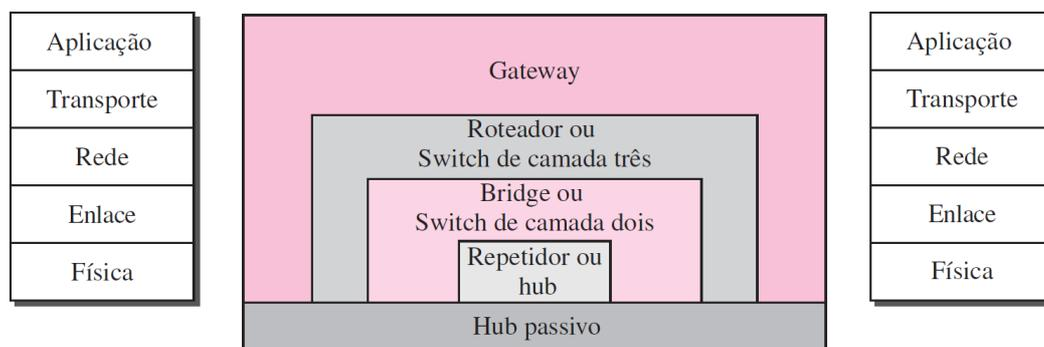 Aplicação
Transporte
Rede
Enlace
Física
Gateway
Roteador ou
Switch de camada três
Bridge ou
Switch de camada dois
Repetidor ou
hub
Hub passivo
Aplicação
Transporte
Rede
Enlace
Física